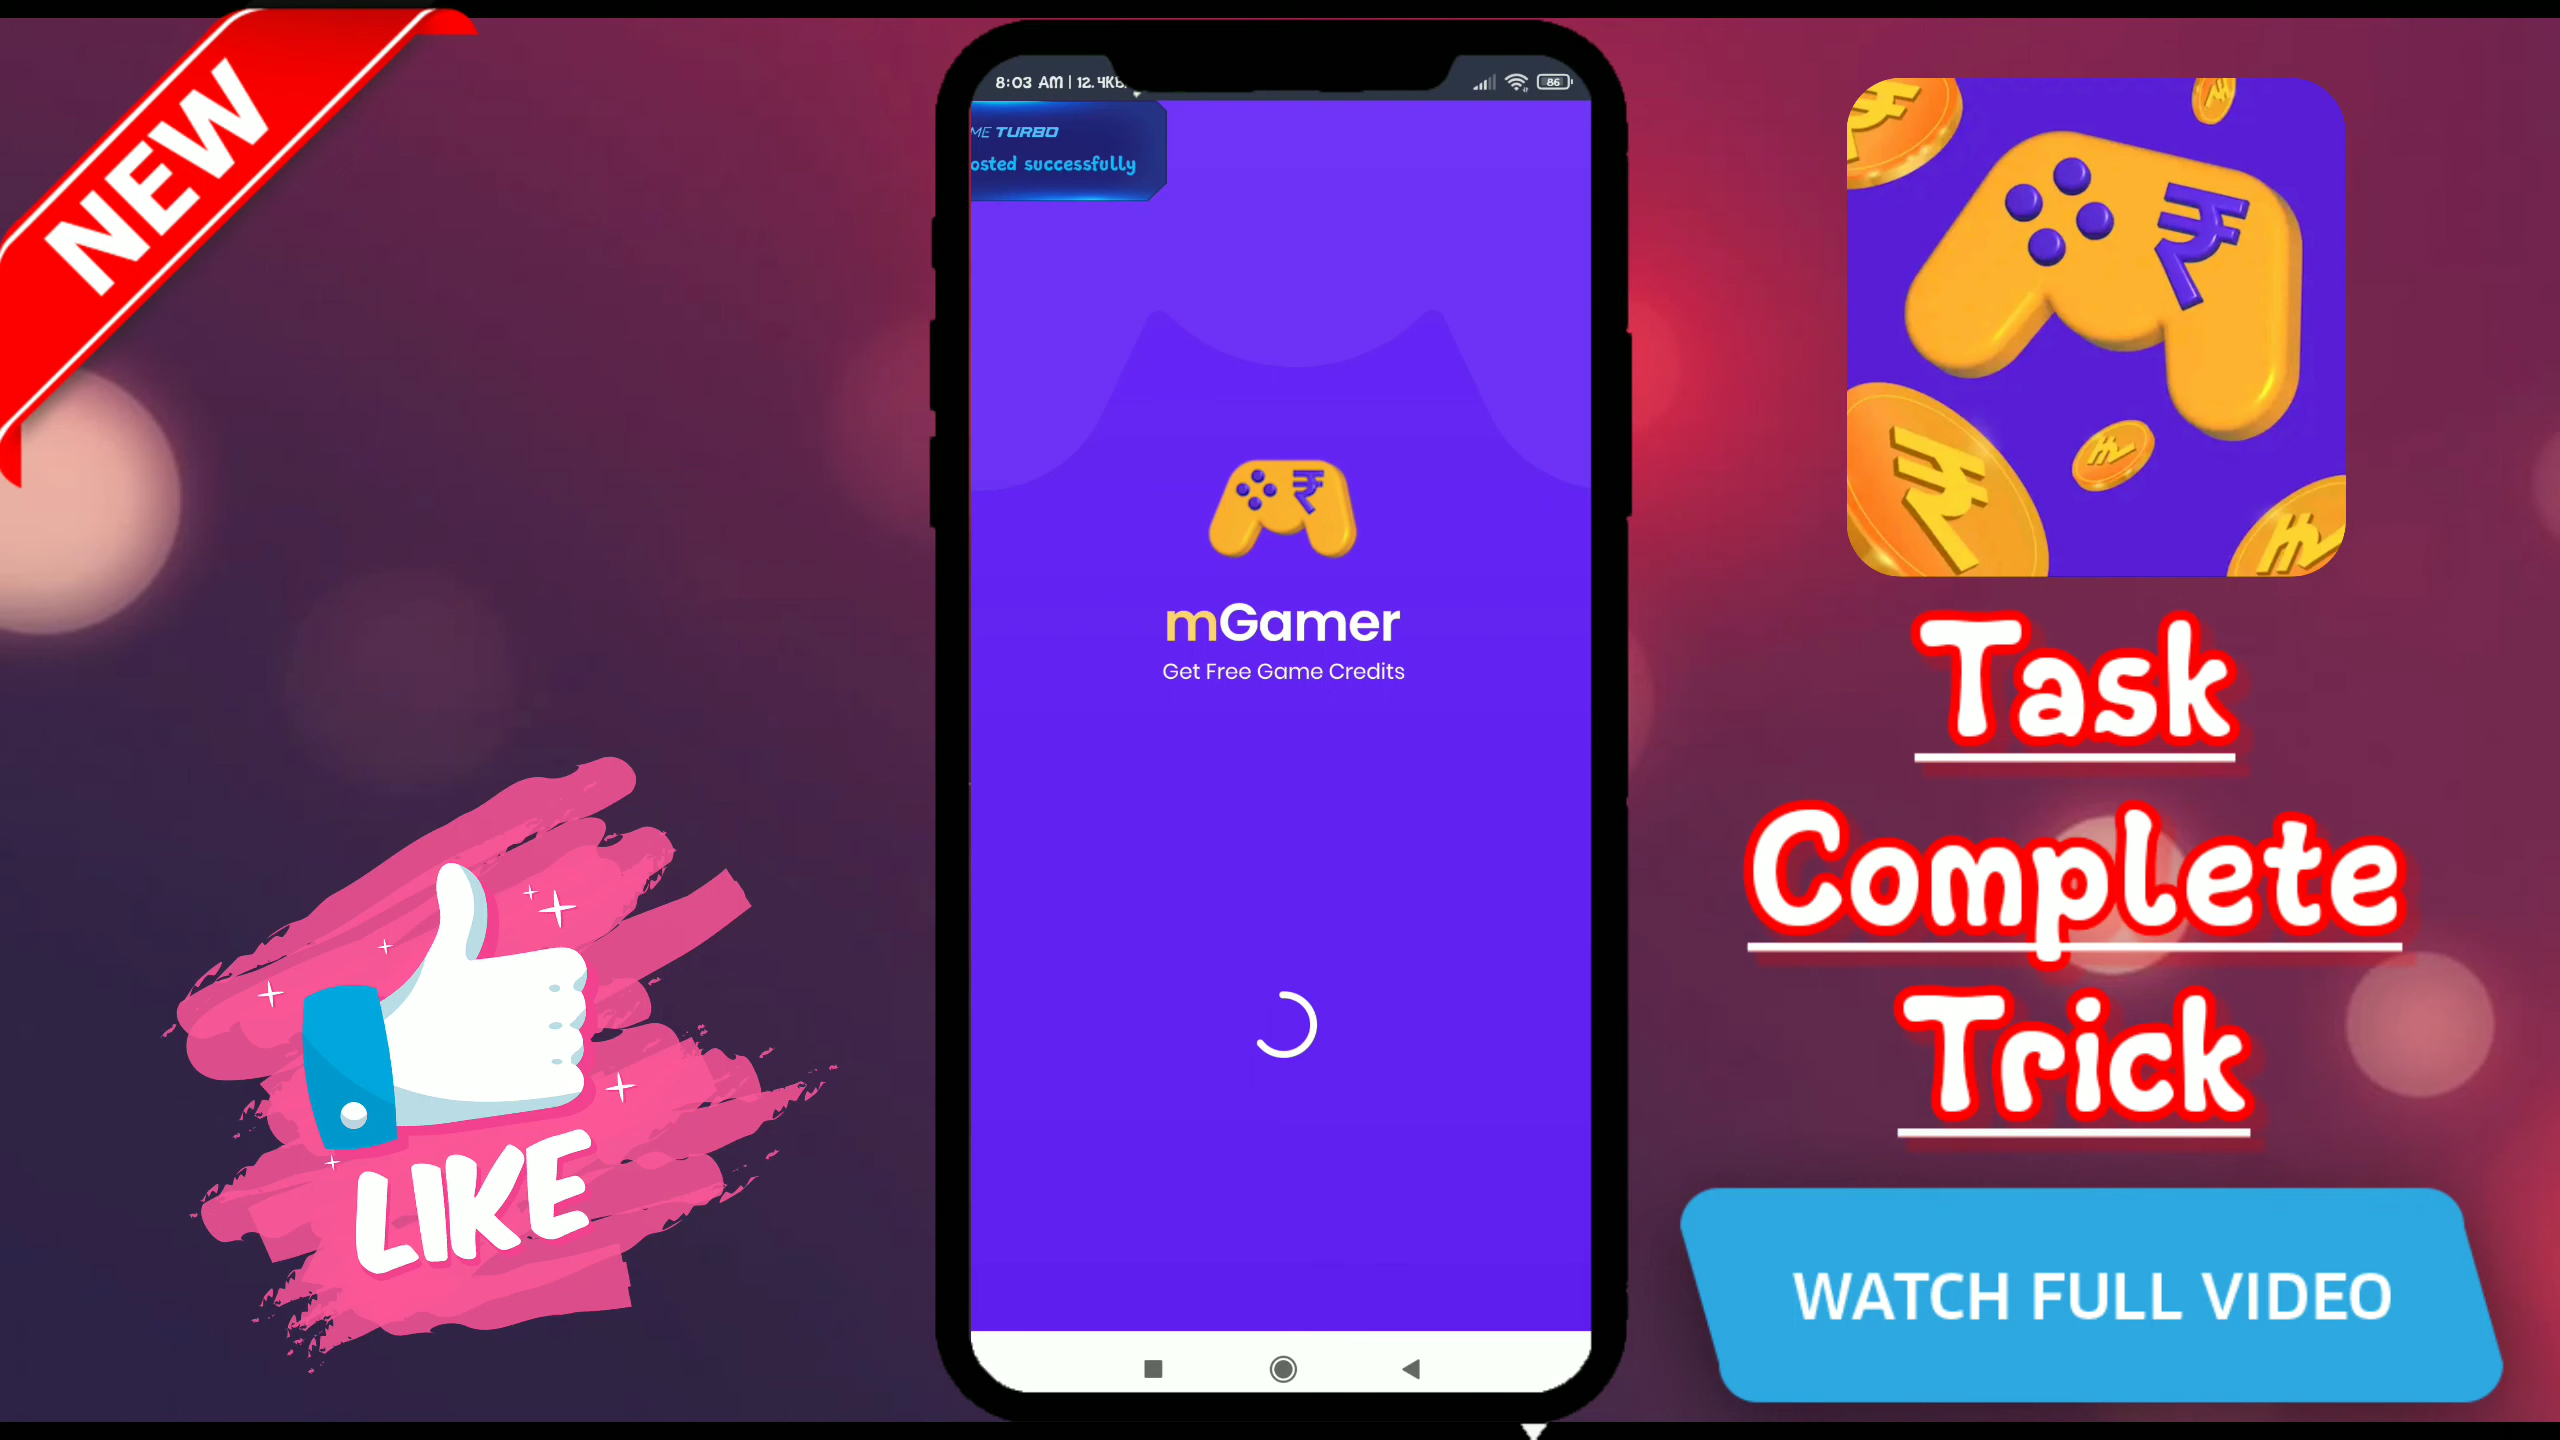 NEW
8:03 AM | 12.4KB
86
ME TURBO
osted successfully
mGamer
Get Free Game Credits
LIKE
Task
Complete
Trick
WATCH FULL VIDEO